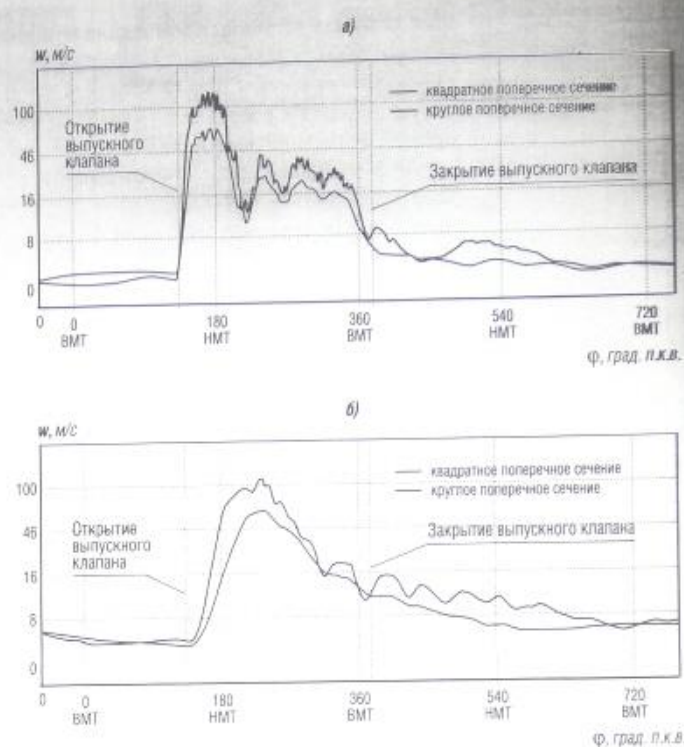 а)
w, м/с
100
46
16
8
0
Открытие
выпускного
клапана
квадратное поперечное сечение
круглое поперечное сечение
Закрытие выпускного клапана
0 0 180 360 540 720
ВМТ НМТ ВМТ НМТ ВМТ
φ, град. п.к.в.
б)
w, м/с
100
46
16
8
0
Открытие
выпускного
клапана
квадратное поперечное сечение
круглое поперечное сечение
Закрытие выпускного клапана
0 0 180 360 540 720
ВМТ НМТ ВМТ НМТ ВМТ
φ, град. п.к.в